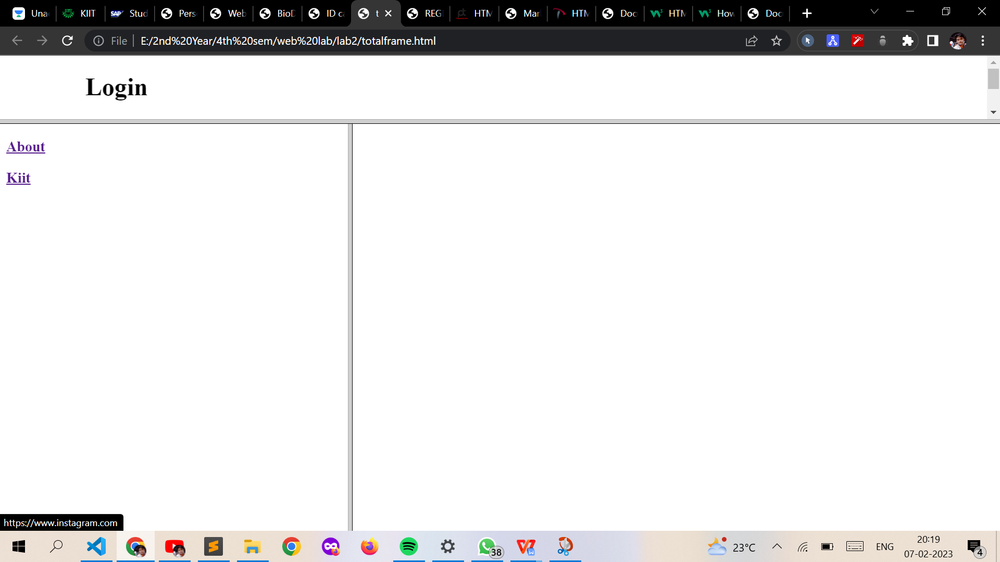 Una
KIIT
SAP Stud
Pers
Web
BioD
ID ca
t
REG
HTM
Mar
HTM
Doc
HTM
How
Doc
File
E:/2nd%20Year/4th%20sem/web%20lab/lab2/totalframe.html
Login
About
Kiit
https://www.instagram.com
38
23°C
ENG
20:19
07-02-2023
4